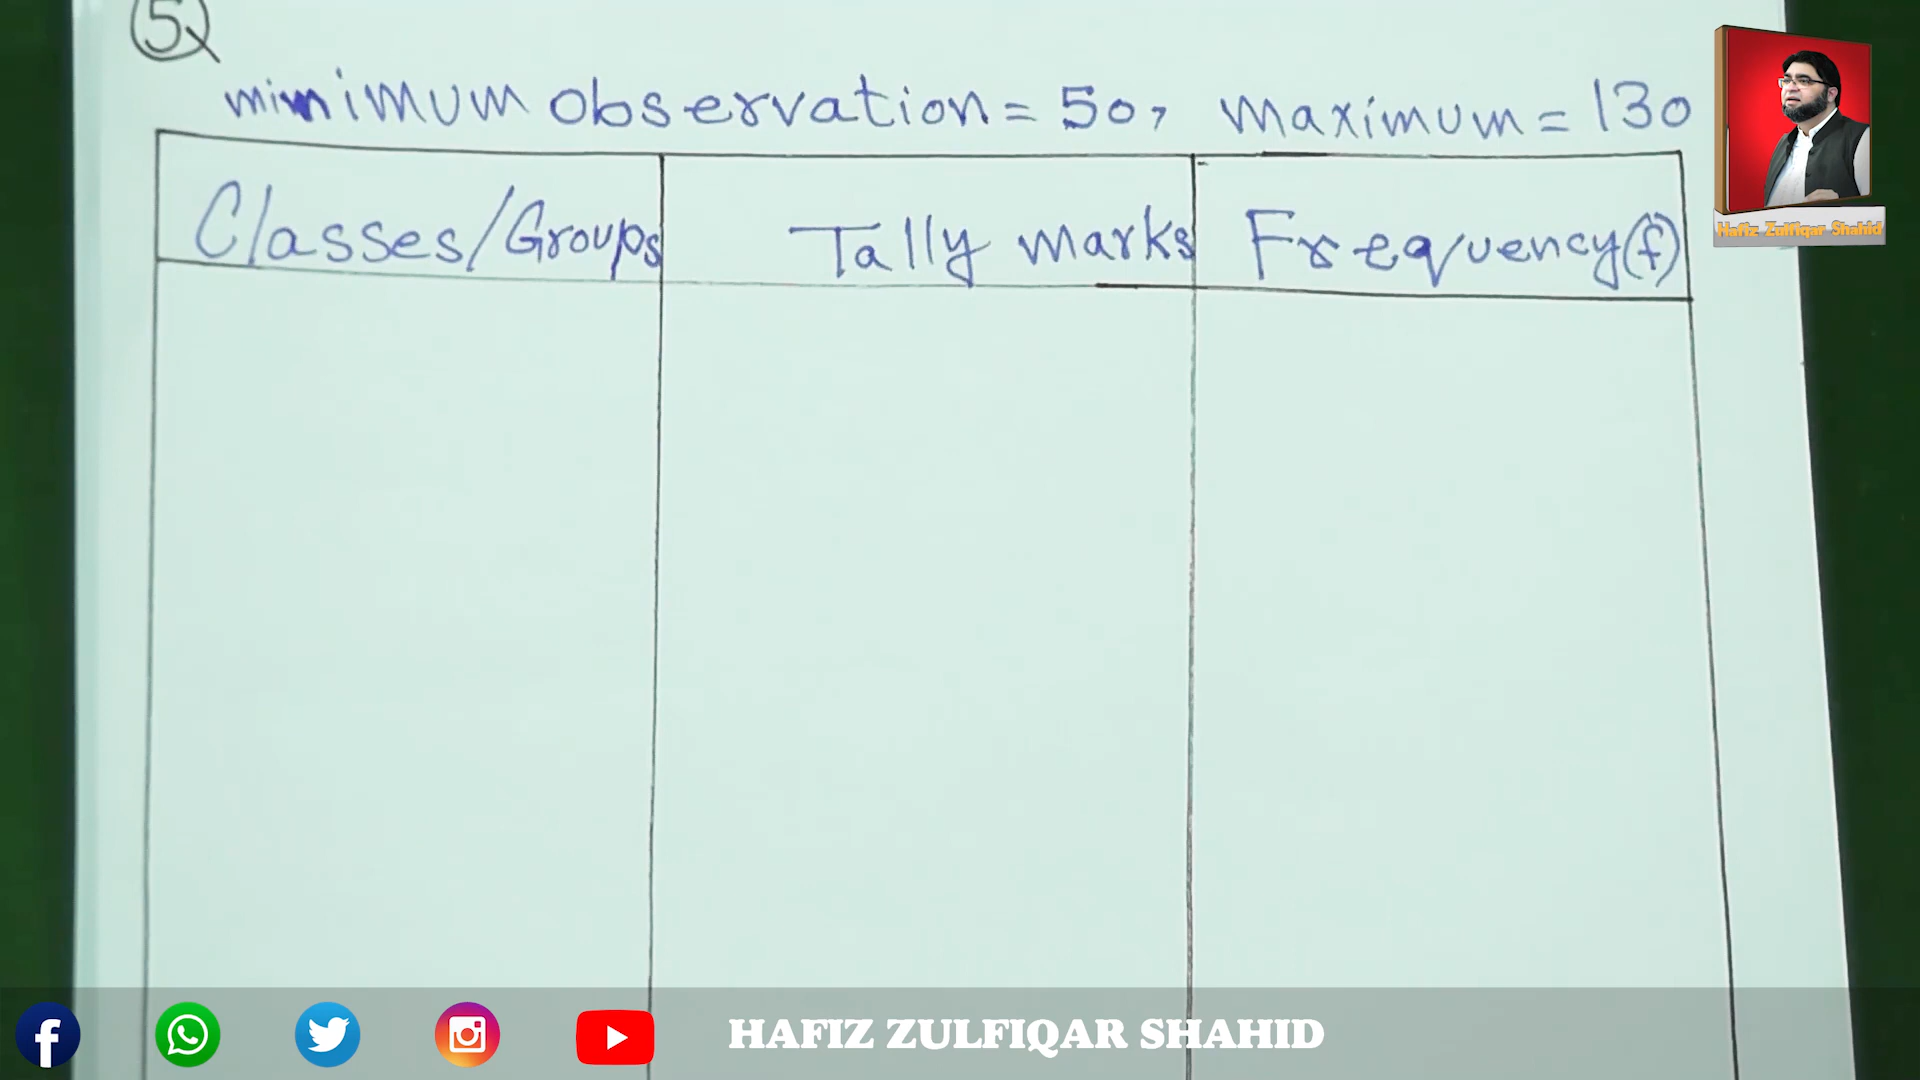 5
minimum observation = 50, maximum = 130
Classes/Groups Tally marks Frequency(f)
Hafiz Zulfiqar Shahid
HAFIZ ZULFIQAR SHAHID